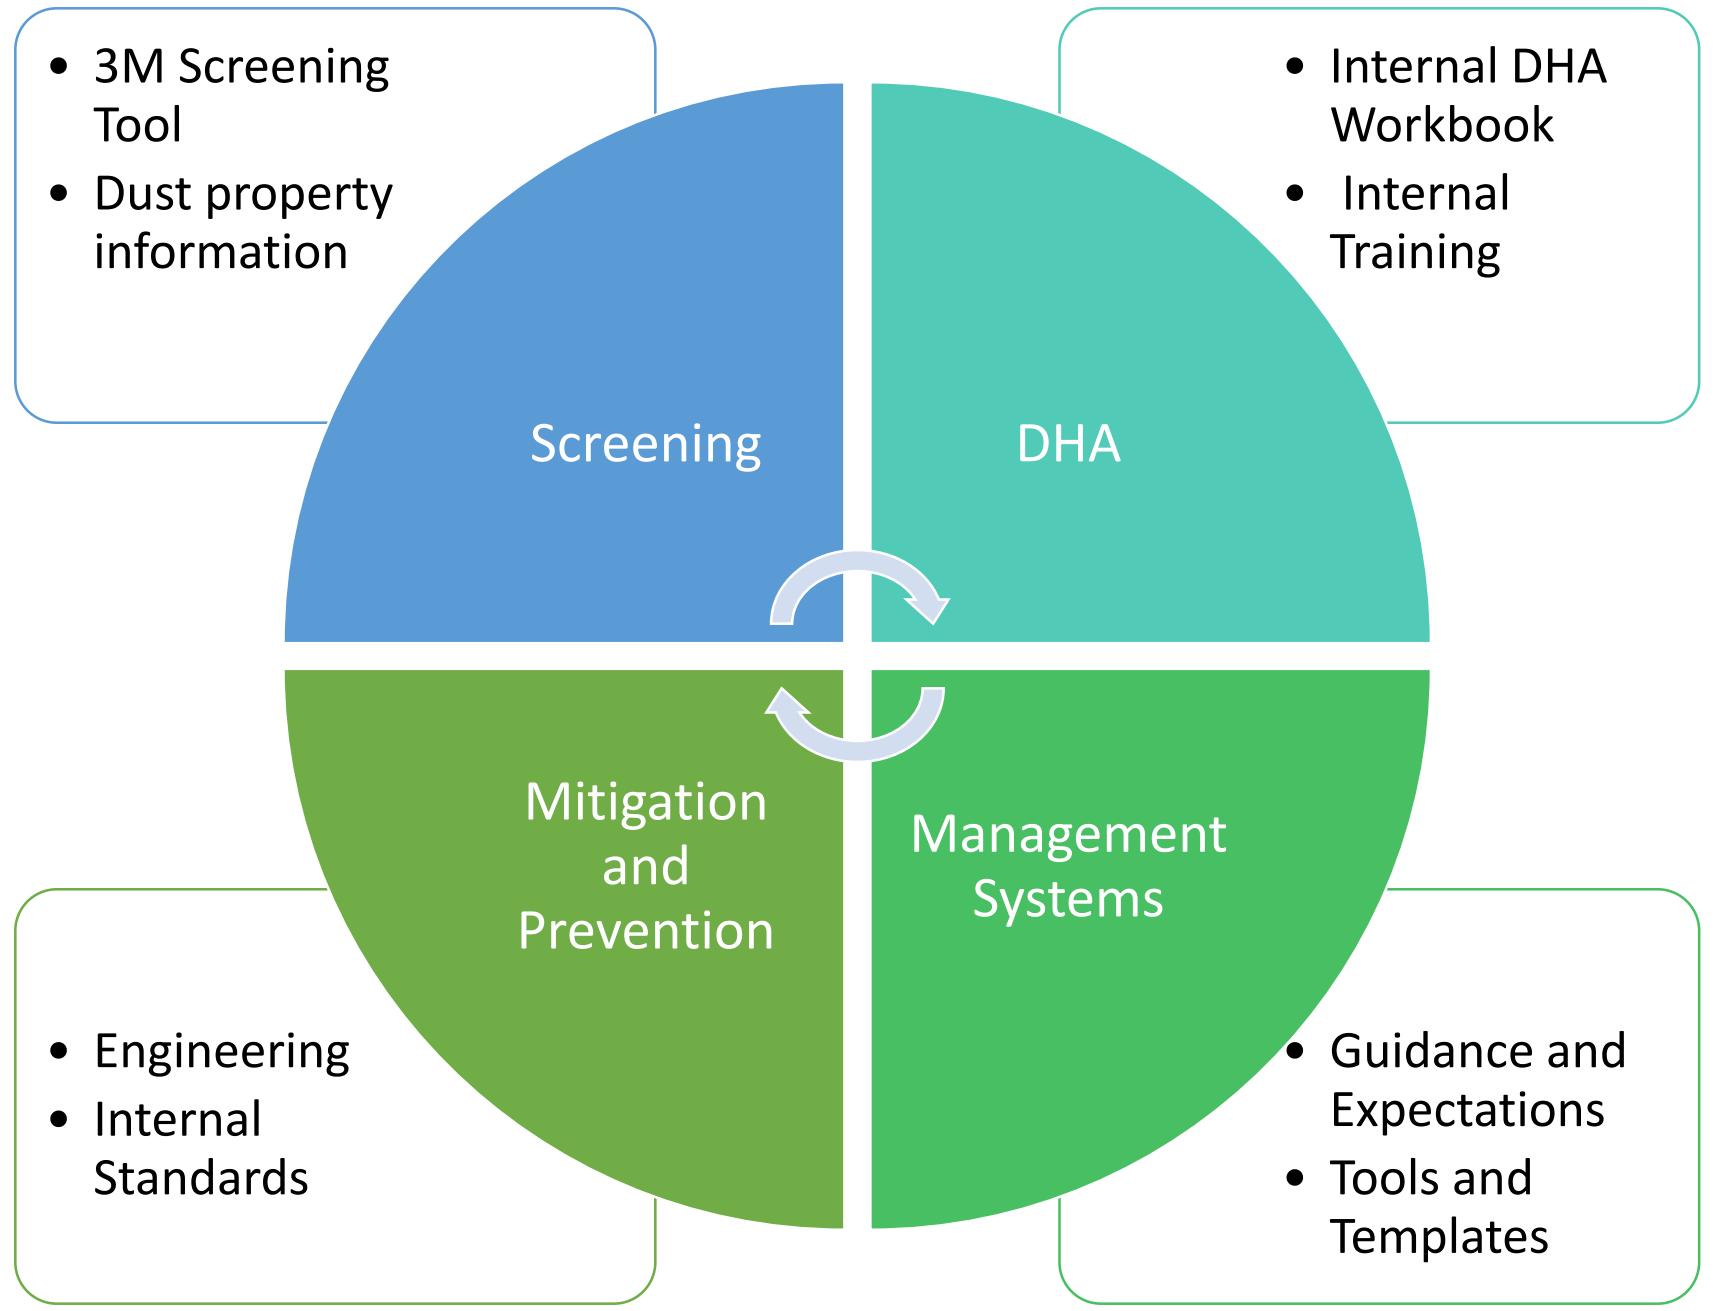 • 3M Screening
Tool
• Dust property
information
• Internal DHA
Workbook
• Internal
Training
Screening
DHA
Mitigation
and
Prevention
Management
Systems
• Engineering
• Internal
Standards
• Guidance and
Expectations
• Tools and
Templates